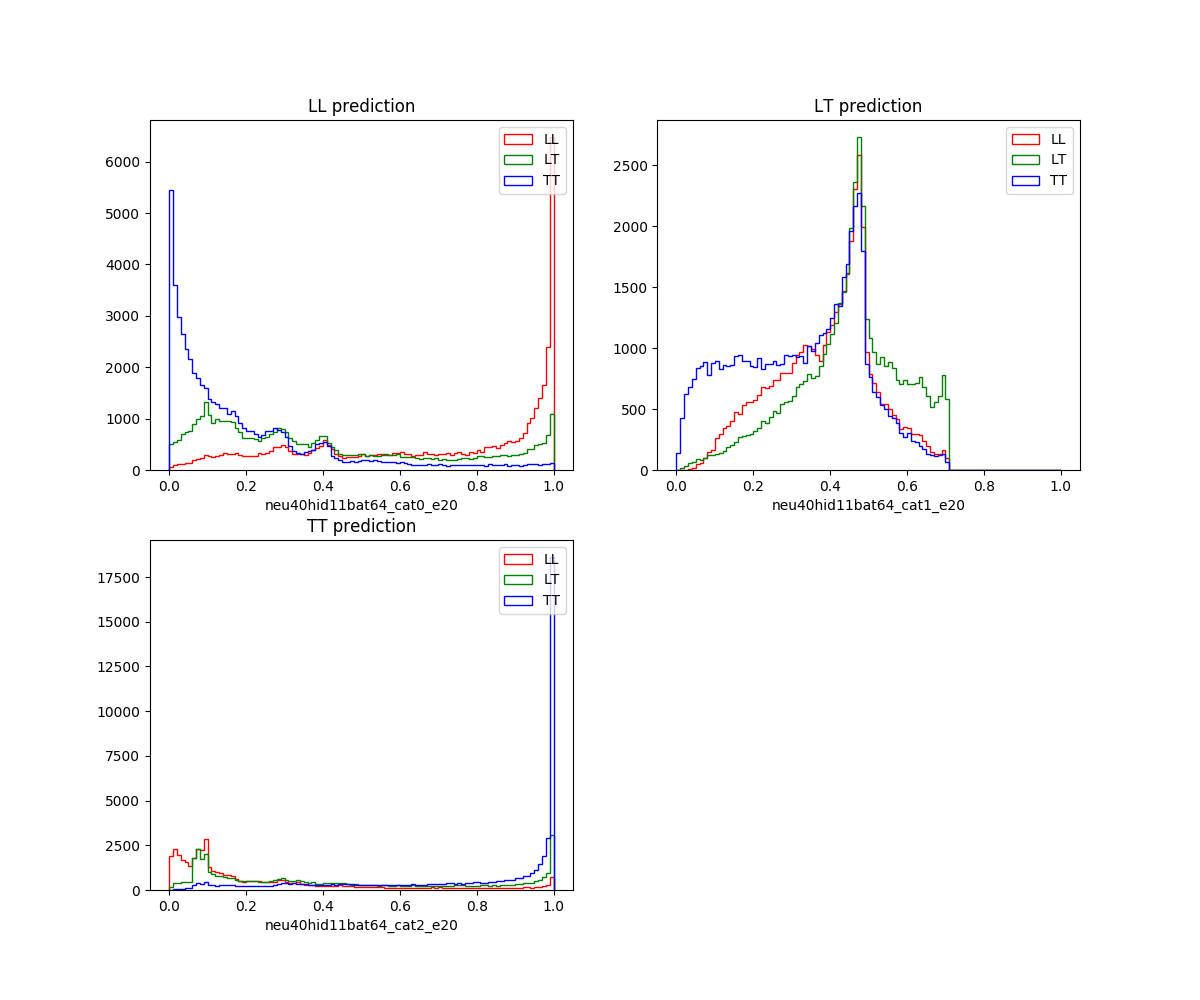 LL prediction
6000
5000
4000
3000
2000
1000
0
LL
LT
TT
0.0 0.2 0.4 0.6 0.8 1.0
neu40hid11bat64_cat0_e20
LT prediction
2500
2000
1500
1000
500
0
LL
LT
TT
0.0 0.2 0.4 0.6 0.8 1.0
neu40hid11bat64_cat1_e20
TT prediction
17500
15000
12500
10000
7500
5000
2500
0
LL
LT
TT
0.0 0.2 0.4 0.6 0.8 1.0
neu40hid11bat64_cat2_e20